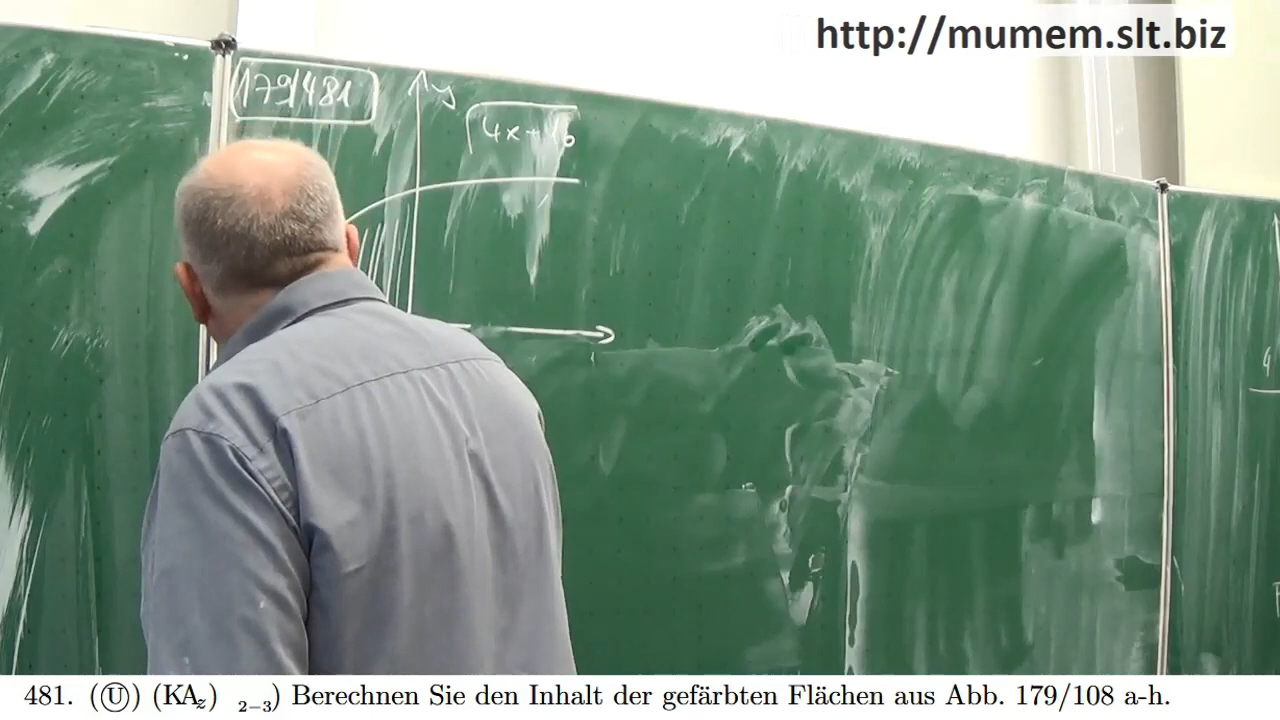 http://mumem.slt.biz
179/481
y
√4x+16
4
481. ((U)) (KAz) 2−3) Berechnen Sie den Inhalt der gefärbten Flächen aus Abb. 179/108 a-h.